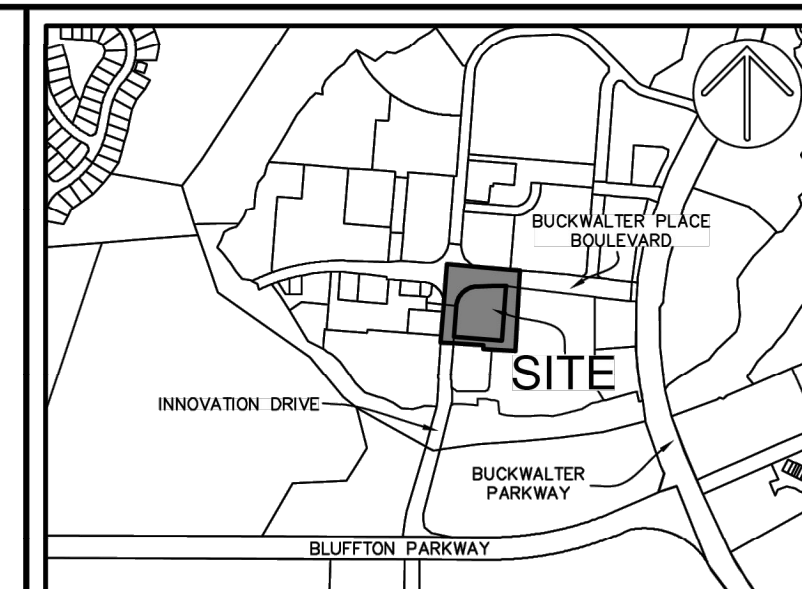 BUCKWALTER PLACE
BOULEVARD
SITE
INNOVATION DRIVE
BUCKWALTER
PARKWAY
BLUFFTON PARKWAY